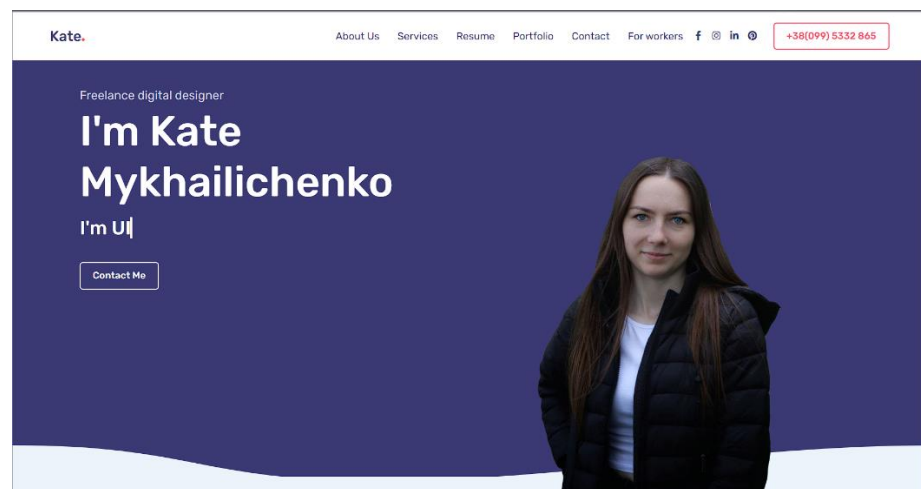 Kate.
About Us Services Resume Portfolio Contact For workers +38(099) 5332 865
Freelance digital designer
I'm Kate
Mykhailichenko
I'm UI
Contact Me